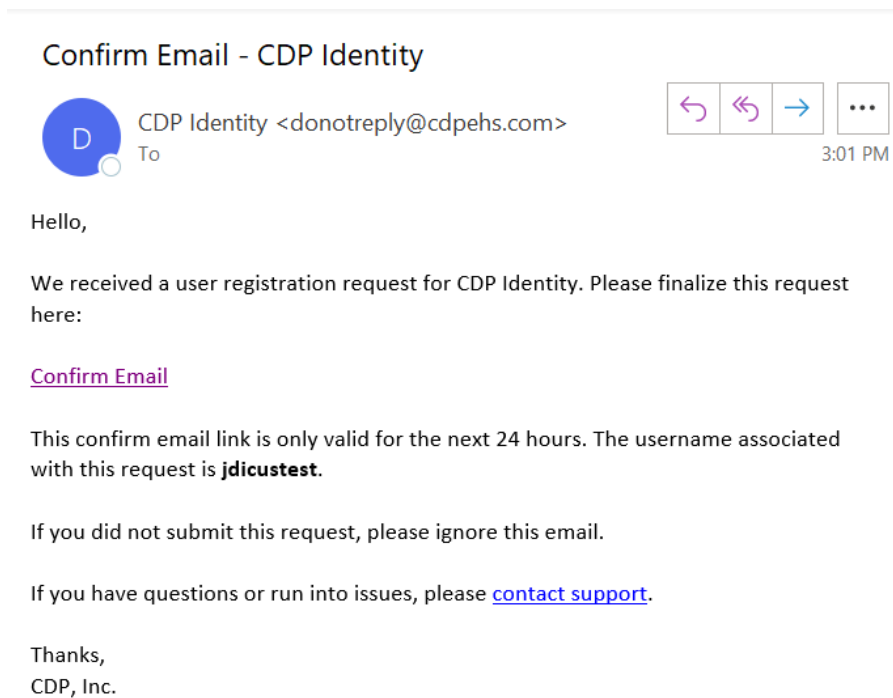 Confirm Email - CDP Identity
D
CDP Identity <donotreply@cdpehs.com>
To
3:01 PM
Hello,
We received a user registration request for CDP Identity. Please finalize this request
here:
Confirm Email
This confirm email link is only valid for the next 24 hours. The username associated
with this request is jdicustest.
If you did not submit this request, please ignore this email.
If you have questions or run into issues, please contact support.
Thanks,
CDP, Inc.